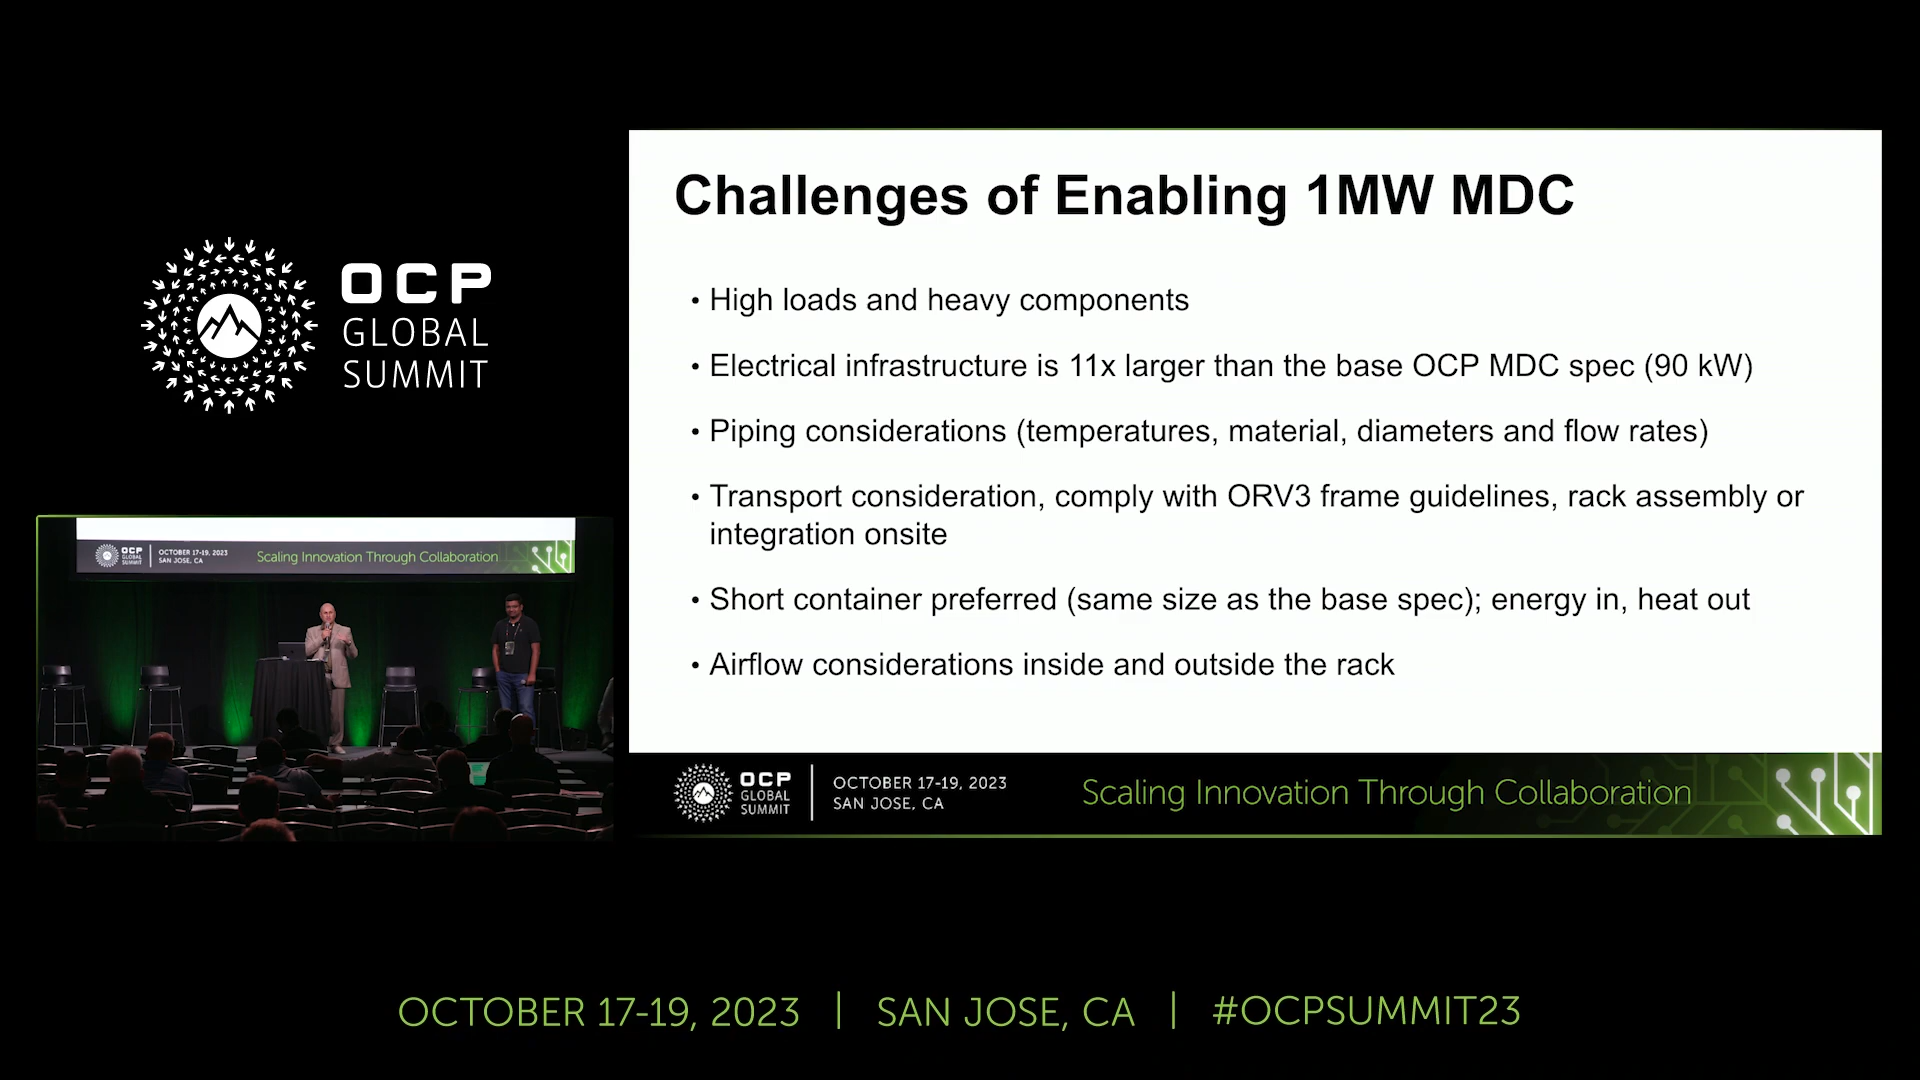 OCP
GLOBAL
SUMMIT
Challenges of Enabling 1MW MDC
• High loads and heavy components
• Electrical infrastructure is 11x larger than the base OCP MDC spec (90 kW)
• Piping considerations (temperatures, material, diameters and flow rates)
• Transport consideration, comply with ORV3 frame guidelines, rack assembly or
integration onsite
• Short container preferred (same size as the base spec); energy in, heat out
• Airflow considerations inside and outside the rack
OCP
GLOBAL
SUMMIT
OCTOBER 17-19, 2023
SAN JOSE, CA
Scaling Innovation Through Collaboration
OCP
GLOBAL
SUMMIT
OCTOBER 17-19, 2023
SAN JOSE, CA
Scaling Innovation Through Collaboration
OCTOBER 17-19, 2023 | SAN JOSE, CA | #OCPSUMMIT23